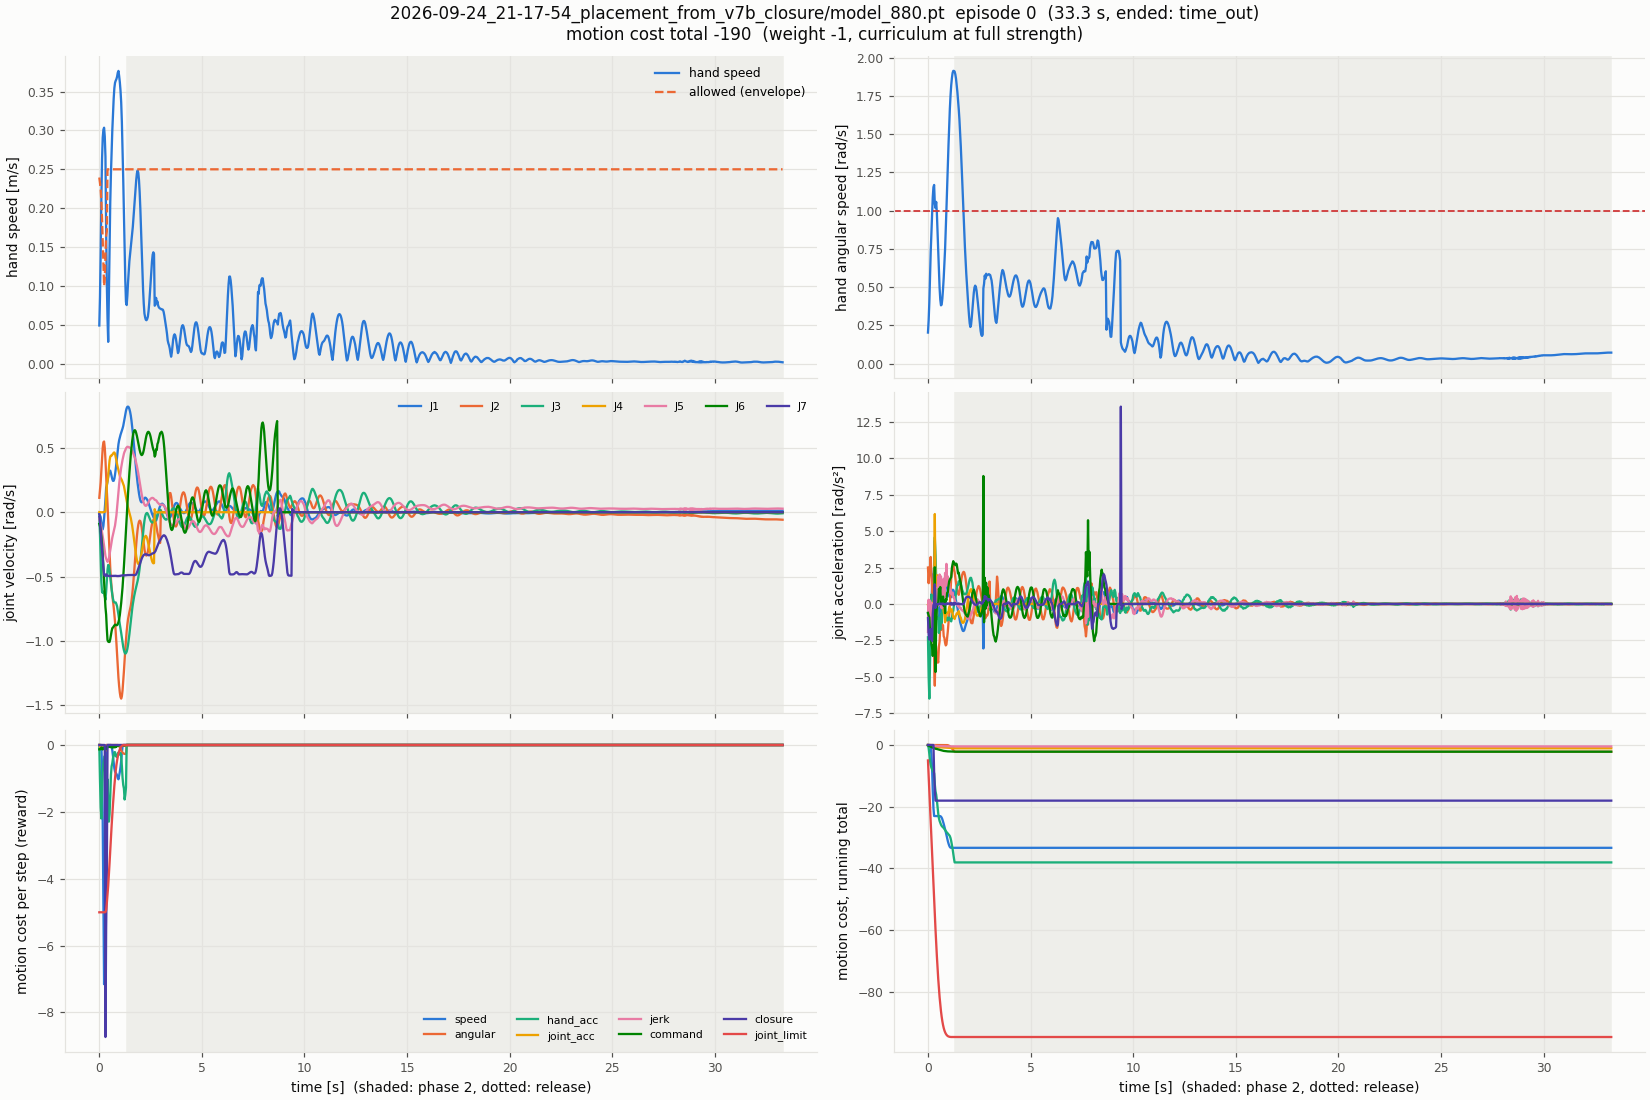 2026-09-24_21-17-54_placement_from_v7b_closure/model_880.pt  episode 0  (33.3 s, ended: time_out)
motion cost total -190  (weight -1, curriculum at full strength)
hand speed [m/s]
0.35
0.30
0.25
0.20
0.15
0.10
0.05
0.00
hand speed
allowed (envelope)
hand angular speed [rad/s]
2.00
1.75
1.50
1.25
1.00
0.75
0.50
0.25
0.00
joint velocity [rad/s]
0.5
0.0
−0.5
−1.0
−1.5
J1 J2 J3 J4 J5 J6 J7
joint acceleration [rad/s²]
12.5
10.0
7.5
5.0
2.5
0.0
−2.5
−5.0
−7.5
motion cost per step (reward)
0
−2
−4
−6
−8
speed hand_acc jerk closure
angular joint_acc command joint_limit
0 5 10 15 20 25 30
time [s]  (shaded: phase 2, dotted: release)
motion cost, running total
0
−20
−40
−60
−80
0 5 10 15 20 25 30
time [s]  (shaded: phase 2, dotted: release)